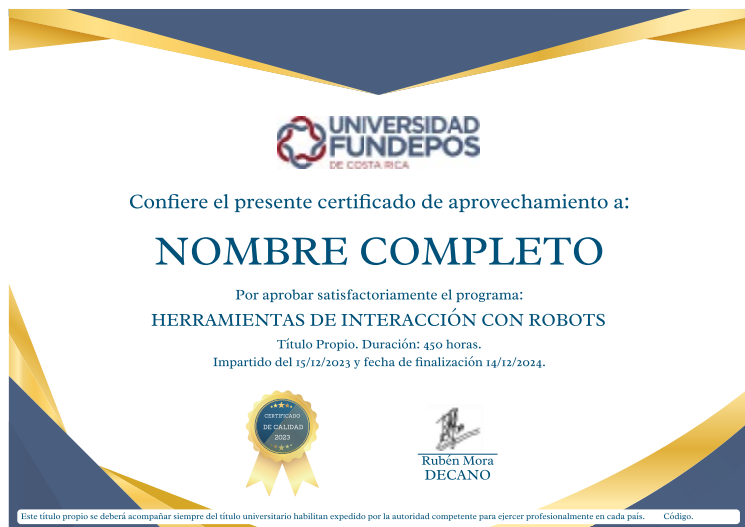 UNIVERSIDAD
FUNDEPOS
DE COSTA RICA
Confiere el presente certificado de aprovechamiento a:
NOMBRE COMPLETO
Por aprobar satisfactoriamente el programa:
HERRAMIENTAS DE INTERACCIÓN CON ROBOTS
Título Propio. Duración: 450 horas.
Impartido del 15/12/2023 y fecha de finalización 14/12/2024.
CERTIFICADO
DE CALIDAD
2023
Rubén Mora
DECANO
Este título propio se deberá acompañar siempre del título universitario habilitan expedido por la autoridad competente para ejercer profesionalmente en cada país. Código.